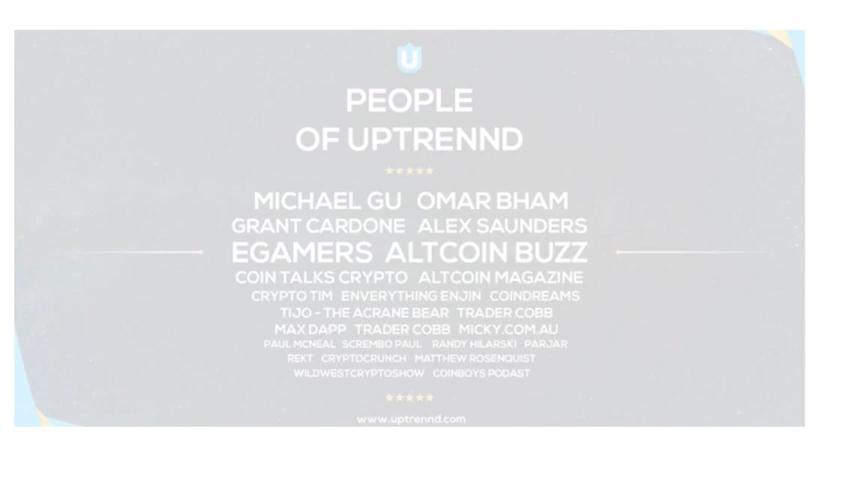 U
PEOPLE
OF UPTRENND
MICHAEL GU OMAR BHAM
GRANT CARDONE ALEX SAUNDERS
EGAMERS ALTCOIN BUZZ
COIN TALKS CRYPTO ALTCOIN MAGAZINE
CRYPTO TIM ENVERYTHING ENJIN COINDREAMS
TIJO - THE ACRANE BEAR TRADER COBB
MAX DAPP TRADER COBB MICKY.COM.AU
PAUL MCNEAL SCREMBO PAUL RANDY HILARSKI PARJAR
REKT CRYPTOCRUNCH MATTHEW ROSENQUIST
WILDWESTCRYPTOSHOW COINBOYS PODAST
www.uptrennd.com